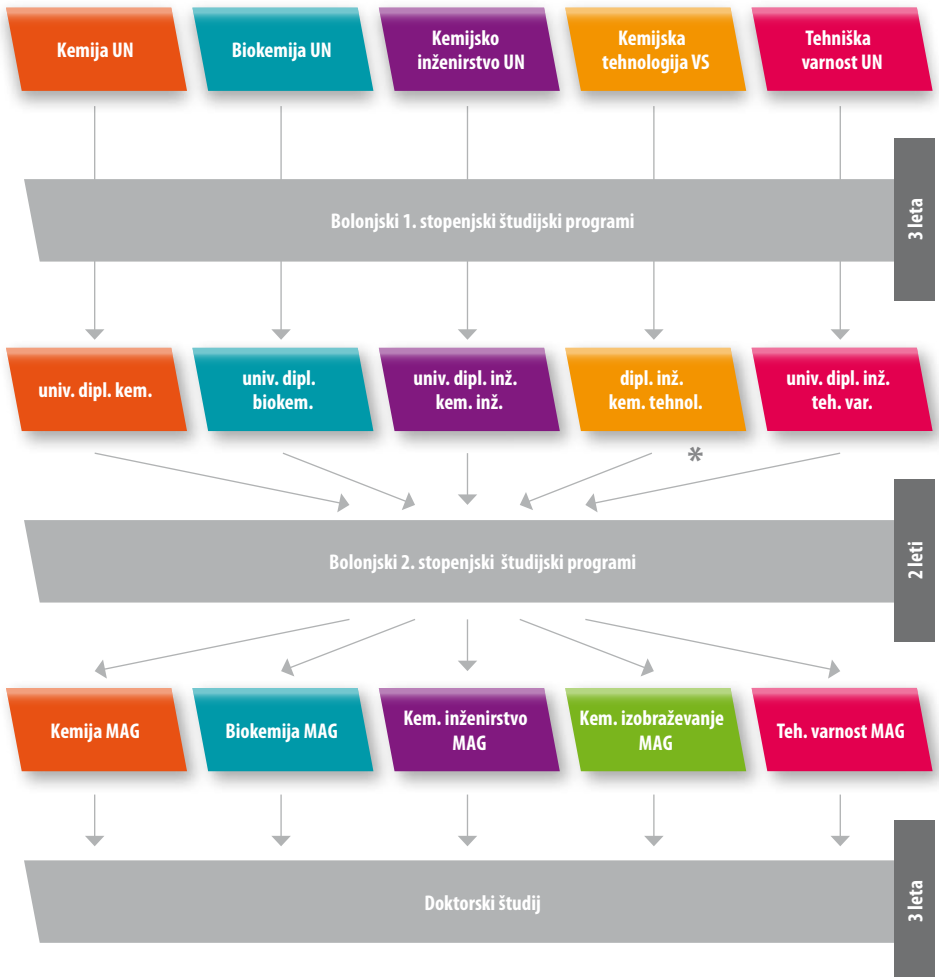 Kemija UN
Biokemija UN
Kemijsko
inženirstvo UN
Kemijska
tehnologija VS
Tehniška
varnost UN
Bolonjski 1. stopenjski študijski programi
3 leta
univ. dipl. kem.
univ. dipl.
biokem.
univ. dipl. inž.
kem. inž.
dipl. inž.
kem. tehnol.
univ. dipl. inž.
teh. var.
*
Bolonjski 2. stopenjski študijski programi
2 leti
Kemija MAG
Biokemija MAG
Kem. inženirstvo
MAG
Kem. izobraževanje
MAG
Teh. varnost MAG
Doktorski študij
3 leta